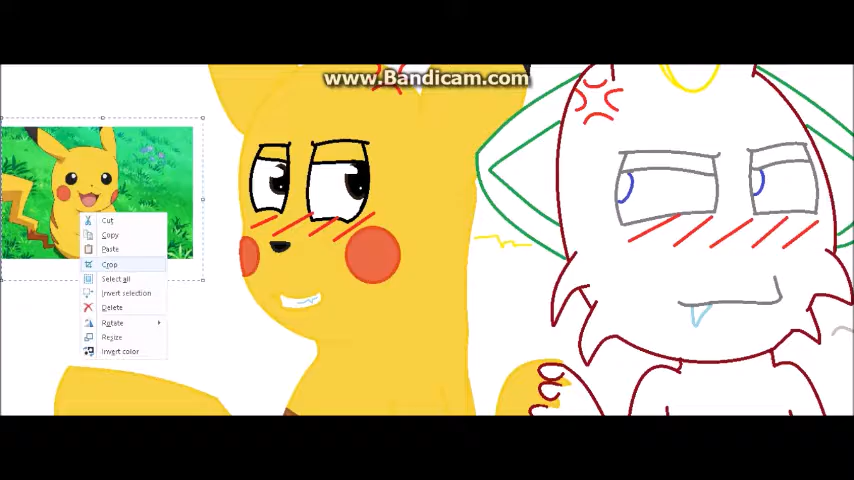 www.Bandicam.com
Cut
Copy
Paste
Crop
Select all
Invert selection
Delete
Rotate
Resize
Invert color